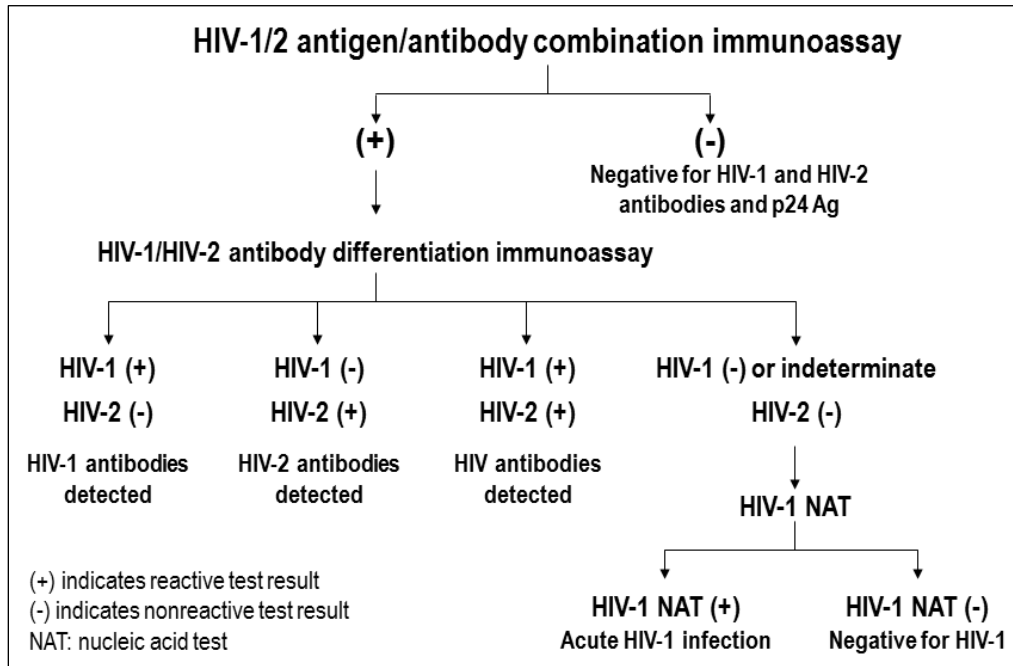 HIV-1/2 antigen/antibody combination immunoassay
(+)
(-)
Negative for HIV-1 and HIV-2
antibodies and p24 Ag
HIV-1/HIV-2 antibody differentiation immunoassay
HIV-1 (+)
HIV-2 (-)
HIV-1 antibodies
detected
HIV-1 (-)
HIV-2 (+)
HIV-2 antibodies
detected
HIV-1 (+)
HIV-2 (+)
HIV antibodies
detected
HIV-1 (-) or indeterminate
HIV-2 (-)
HIV-1 NAT
HIV-1 NAT (+)
Acute HIV-1 infection
HIV-1 NAT (-)
Negative for HIV-1
(+) indicates reactive test result
(-) indicates nonreactive test result
NAT: nucleic acid test